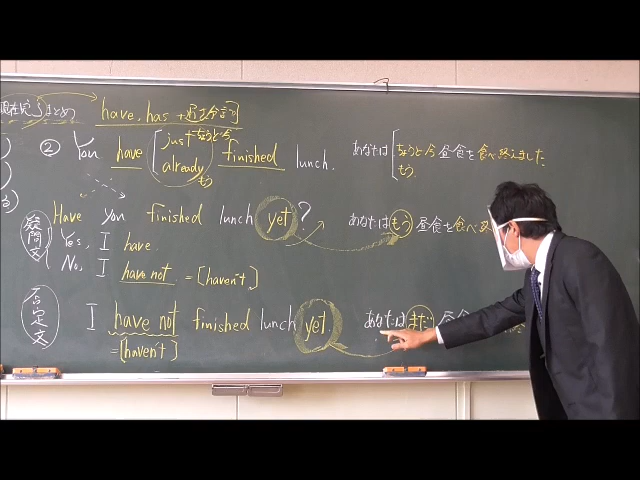 現在完了まとめ have, has + 過去分詞
② You have [just ちょうど今 already もう] finished lunch. あなたは[ちょうど今 もう 昼食を食べ終えました.
疑問文
Have you finished lunch yet? あなたはもう昼食を食べ
Yes, I have.
No, I have not. = [haven't]
否定文
I have not finished lunch yet. あなたはまだ 昼食
= [haven't]